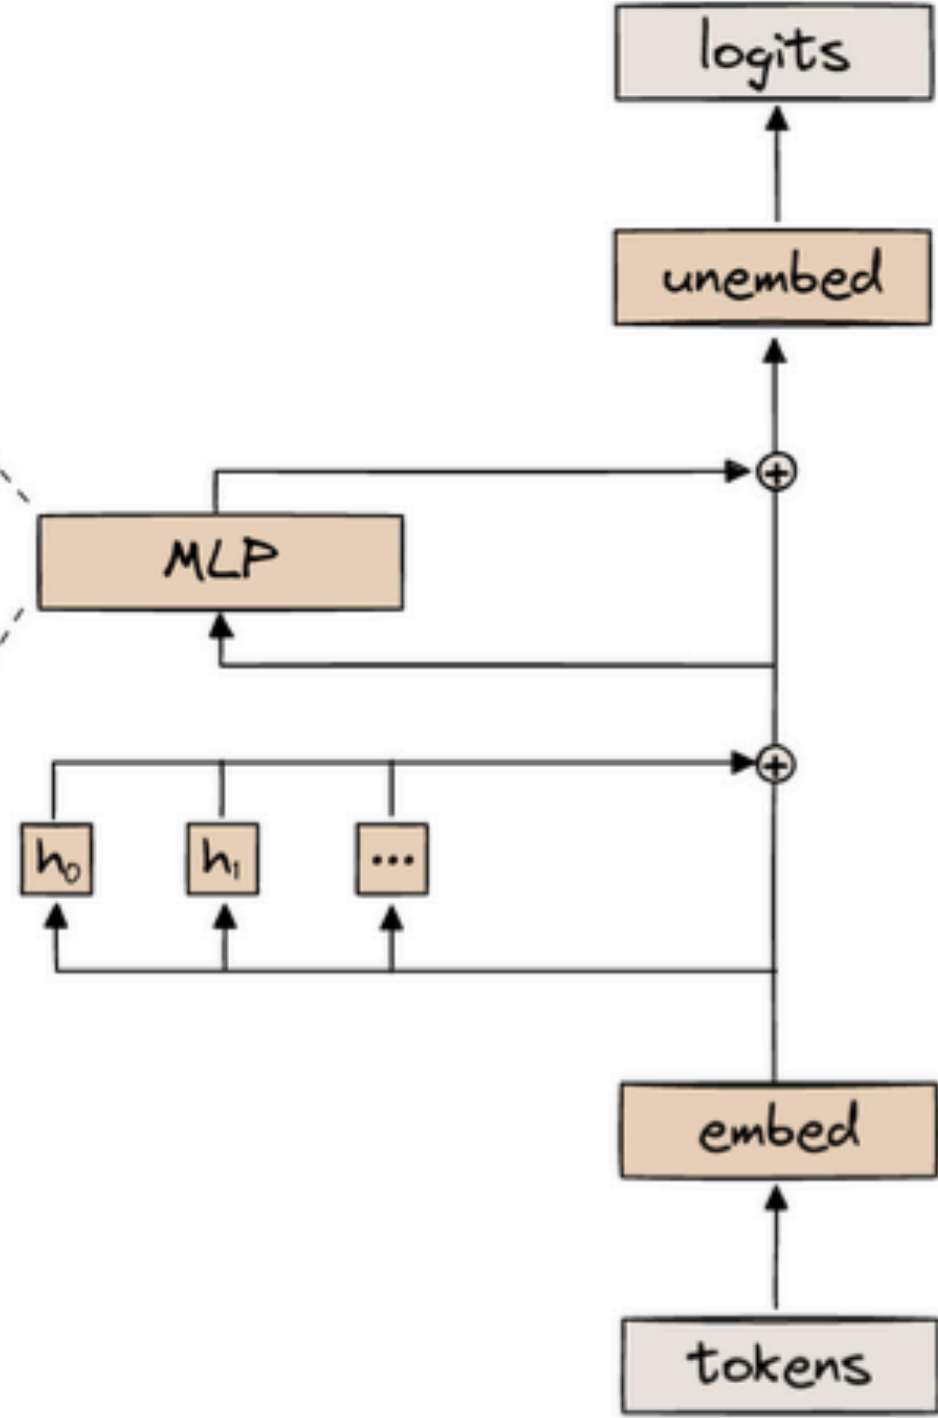 logits
unembed
+
MLP
+
h₀ h₁ ...
embed
tokens